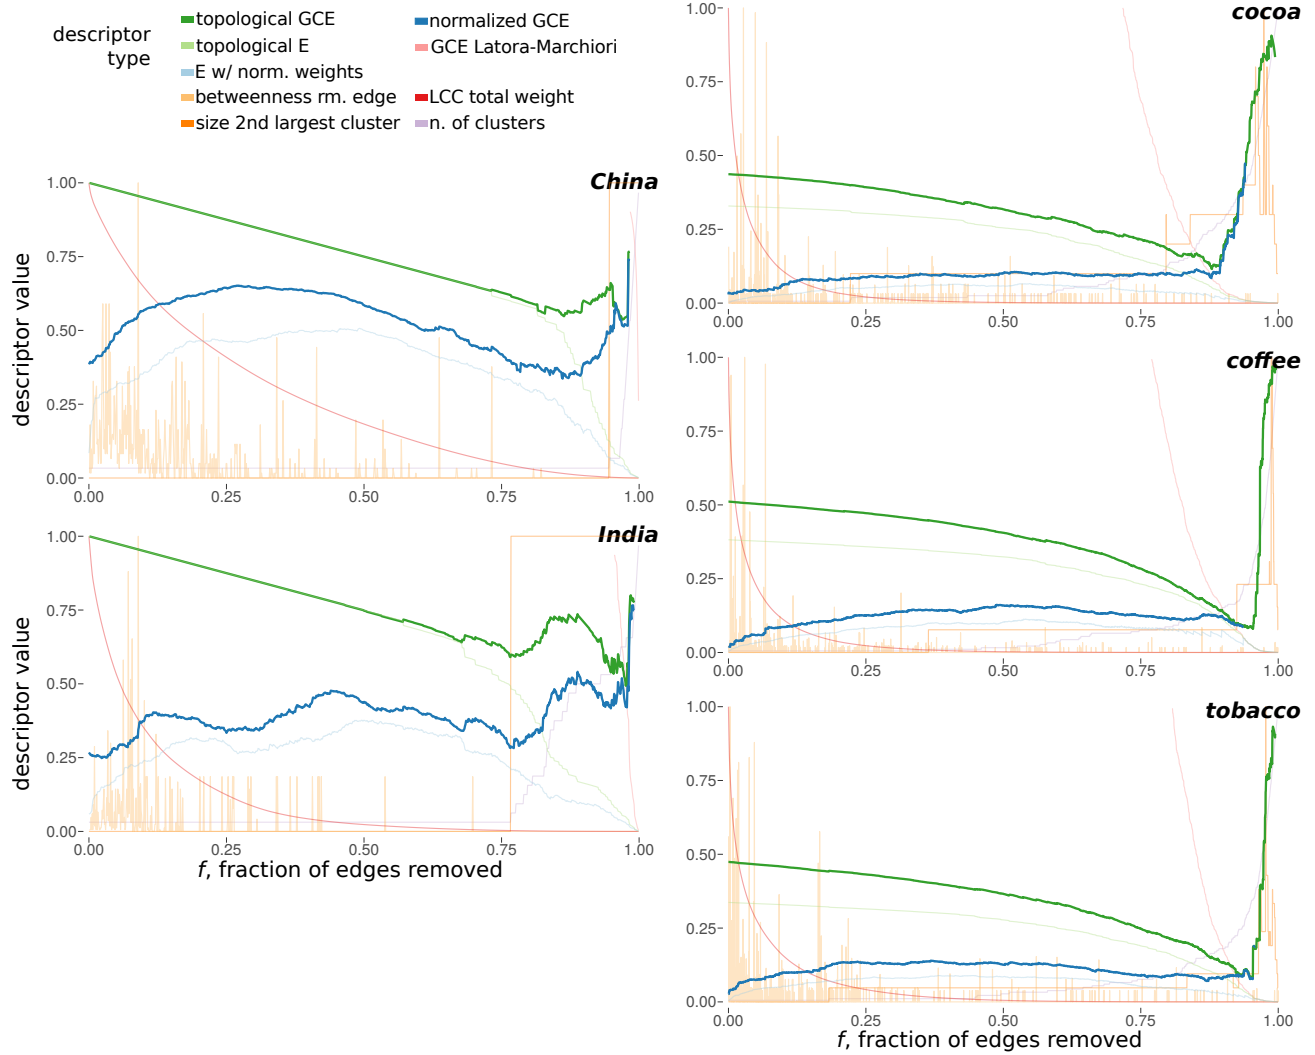 descriptor
type
topological GCE
topological E
E w/ norm. weights
betweenness rm. edge
size 2nd largest cluster
normalized GCE
GCE Latora-Marchiori
LCC total weight
n. of clusters
China
1.00
0.75
0.50
0.25
0.00
0.00 0.25 0.50 0.75 1.00
descriptor value
India
1.00
0.75
0.50
0.25
0.00
0.00 0.25 0.50 0.75 1.00
descriptor value
f, fraction of edges removed
cocoa
1.00
0.75
0.50
0.25
0.00
0.00 0.25 0.50 0.75 1.00
coffee
1.00
0.75
0.50
0.25
0.00
0.00 0.25 0.50 0.75 1.00
tobacco
1.00
0.75
0.50
0.25
0.00
0.00 0.25 0.50 0.75 1.00
f, fraction of edges removed